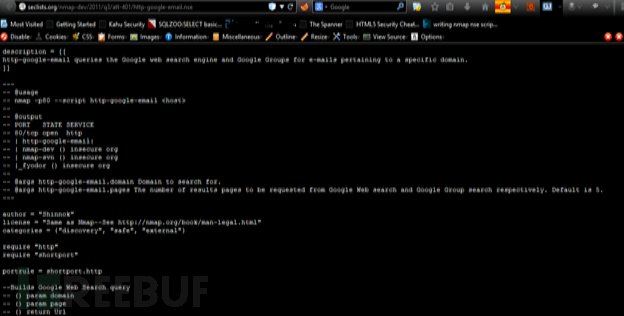 seclists.org/nmap-dev/2011/q3/att-401/http-google-email.nse
Google
Most Visited Getting Started Kahu Security SQLZOO:SELECT basic... The Spanner HTML5 Security Cheat... writing nmap nse scrip...
Disable Cookies CSS Forms Images Information Miscellaneous Outline Resize Tools View Source Options
description = [[
http-google-email queries the Google web search engine and Google Groups for e-mails pertaining to a specific domain.
]]
---
-- @usage
-- nmap -p80 --script http-google-email <host>
--
-- @output
-- PORT STATE SERVICE
-- 80/tcp open http
-- | http-google-email:
-- | nmap-dev () insecure org
-- | nmap-svn () insecure org
-- |_fyodor () insecure org
--
-- @args http-google-email.domain Domain to search for.
-- @args http-google-email.pages The number of results pages to be requested from Google Web search and Google Group search respectively. Default is 5.
---
author = "Shinnok"
license = "Same as Nmap--See http://nmap.org/book/man-legal.html"
categories = {"discovery", "safe", "external"}
require "http"
require "shortport"
portrule = shortport.http
--Builds Google Web Search query
-- () param domain
-- () param page
-- () return Url
REEBUF